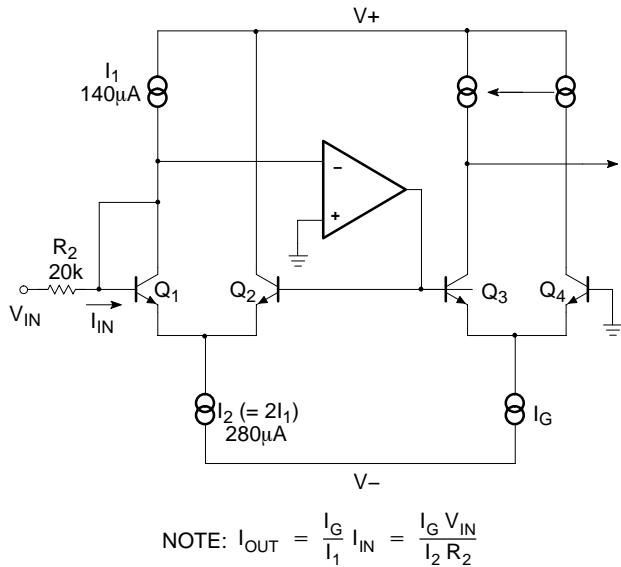 V+
I1
140μA
−
+
R2
20k
VIN
IIN
Q1
Q2
Q3
Q4
I2 (= 2I1)
280μA
IG
V−
NOTE: IOUT = IG/I1 IIN = IG VIN/I2 R2